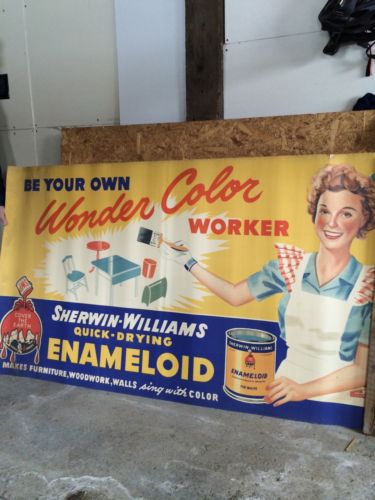 BE YOUR OWN
Wonder Color
WORKER
COVER
THE
EARTH
SHERWIN-WILLIAMS
QUICK-DRYING
ENAMELOID
MAKES FURNITURE, WOODWORK, WALLS sing with COLOR
SHERWIN-WILLIAMS
ENAMELOID